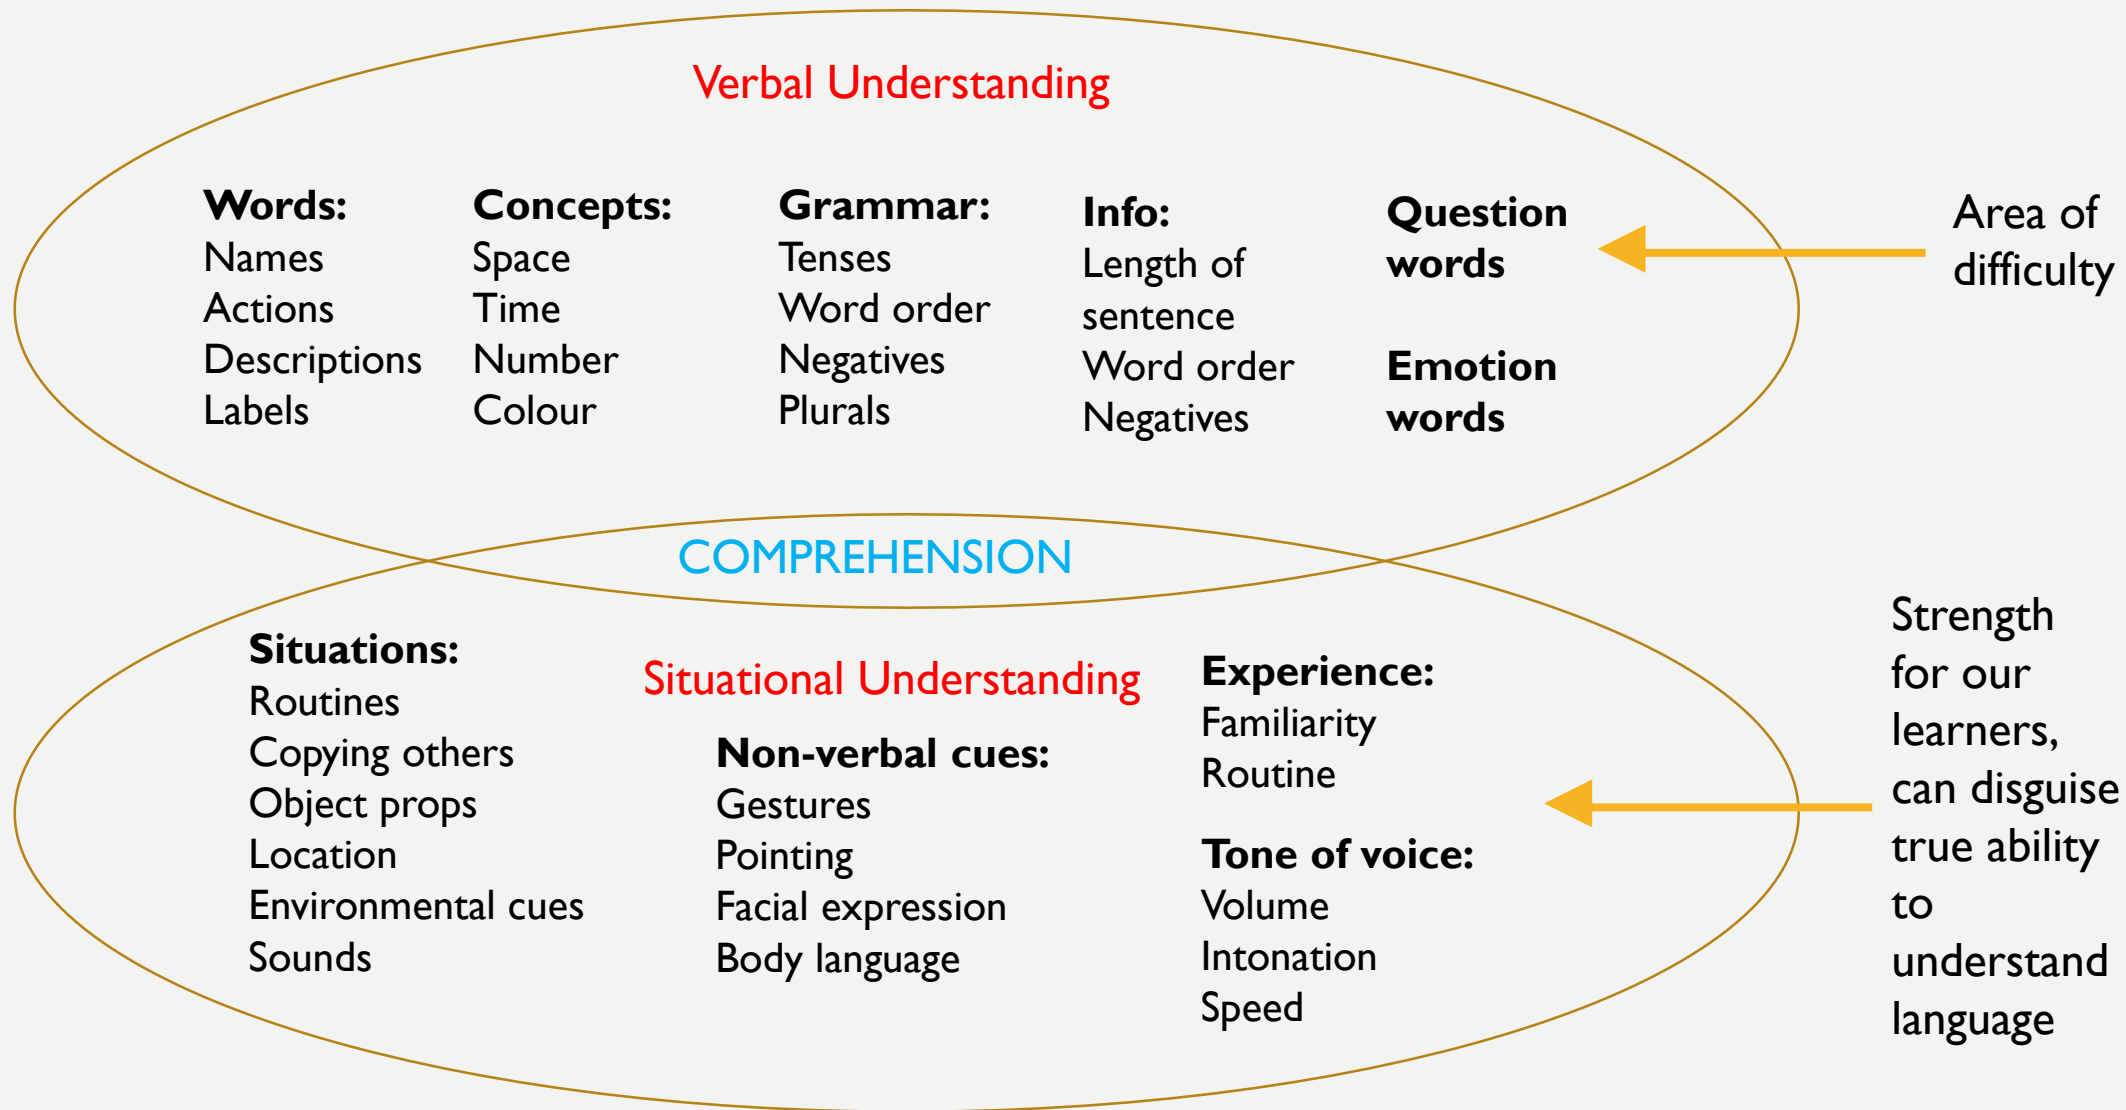 Verbal Understanding
Words:
Names
Actions
Descriptions
Labels
Concepts:
Space
Time
Number
Colour
Grammar:
Tenses
Word order
Negatives
Plurals
Info:
Length of
sentence
Word order
Negatives
Question
words
Emotion
words
Area of
difficulty
COMPREHENSION
Situational Understanding
Situations:
Routines
Copying others
Object props
Location
Environmental cues
Sounds
Non-verbal cues:
Gestures
Pointing
Facial expression
Body language
Experience:
Familiarity
Routine
Tone of voice:
Volume
Intonation
Speed
Strength
for our
learners,
can disguise
true ability
to
understand
language